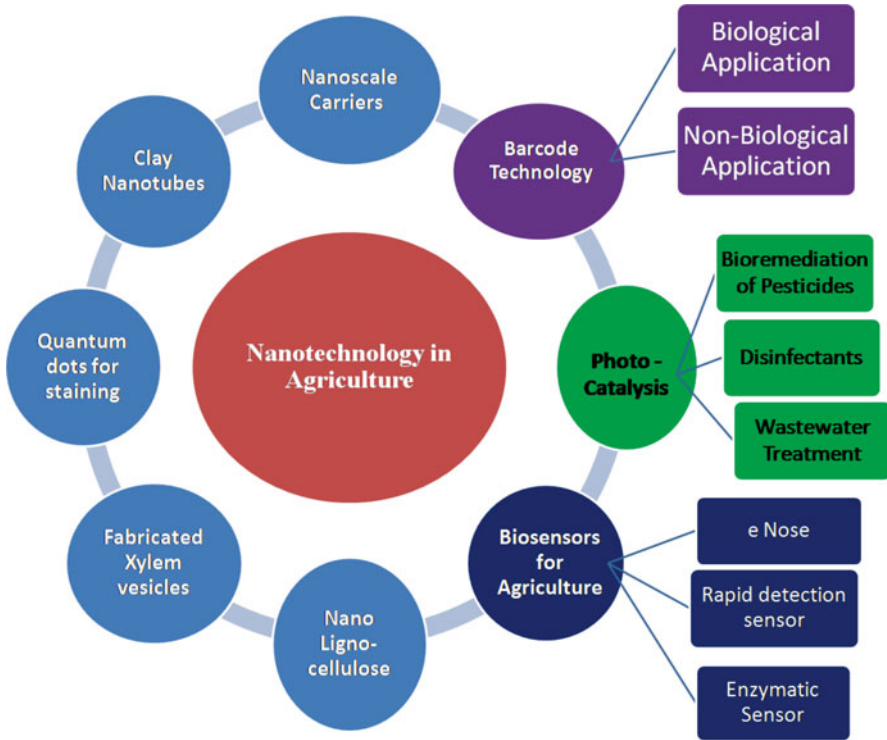 Nanotechnology in
Agriculture
Nanoscale
Carriers
Barcode
Technology
Biological
Application
Non-Biological
Application
Photo -
Catalysis
Bioremediation
of Pesticides
Disinfectants
Wastewater
Treatment
Biosensors
for
Agriculture
e Nose
Rapid detection
sensor
Enzymatic
Sensor
Nano
Ligno-
cellulose
Fabricated
Xylem
vesicles
Quantum
dots for
staining
Clay
Nanotubes